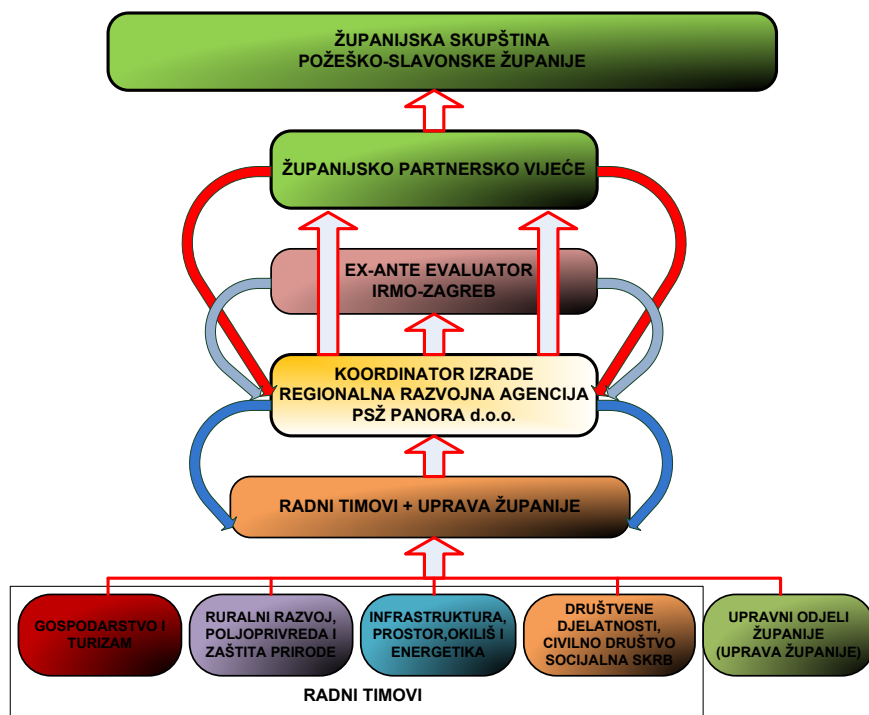 ŽUPANIJSKA SKUPŠTINA
POŽEŠKO-SLAVONSKE ŽUPANIJE
ŽUPANIJSKO PARTNERSKO VIJEĆE
EX-ANTE EVALUATOR
IRMO-ZAGREB
KOORDINATOR IZRADE
REGIONALNA RAZVOJNA AGENCIJA
PSŽ PANORA d.o.o.
RADNI TIMOVI + UPRAVA ŽUPANIJE
GOSPODARSTVO I
TURIZAM
RURALNI RAZVOJ,
POLJOPRIVREDA I
ZAŠTITA PRIRODE
INFRASTRUKTURA,
PROSTOR,OKILIŠ I
ENERGETIKA
DRUŠTVENE
DJELATNOSTI,
CIVILNO DRUŠTVO
SOCIJALNA SKRB
UPRAVNI ODJELI
ŽUPANIJE
(UPRAVA ŽUPANIJE)
RADNI TIMOVI